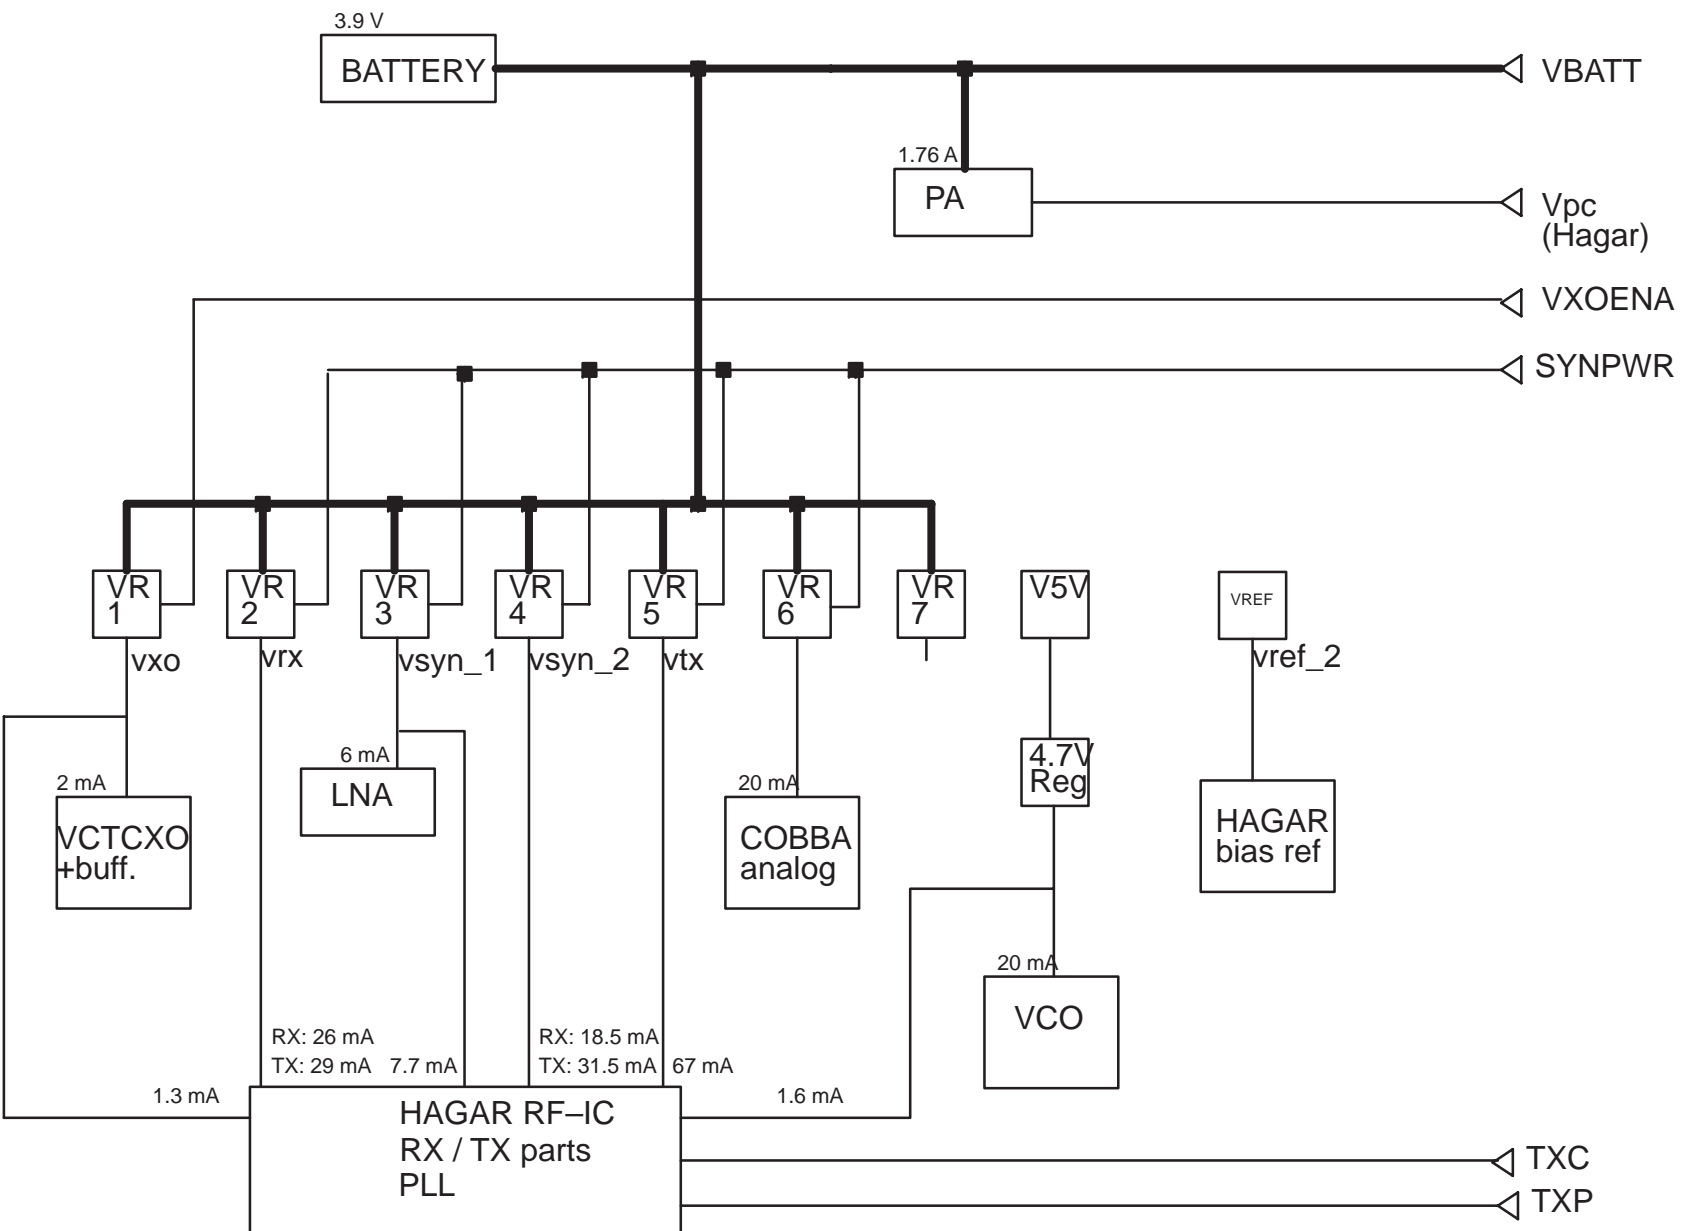 3.9 V
BATTERY
VBATT
1.76 A
PA
Vpc
(Hagar)
VXOENA
SYNPWR
VR
1
VR
2
VR
3
VR
4
VR
5
VR
6
VR
7
V5V
VREF
vxo
vrx
vsyn_1
vsyn_2
vtx
vref_2
6 mA
LNA
2 mA
VCTCXO
+buff.
20 mA
COBBA
analog
4.7V
Reg
HAGAR
bias ref
20 mA
VCO
RX: 26 mA
TX: 29 mA
7.7 mA
RX: 18.5 mA
TX: 31.5 mA
67 mA
1.3 mA
1.6 mA
HAGAR RF–IC
RX / TX parts
PLL
TXC
TXP